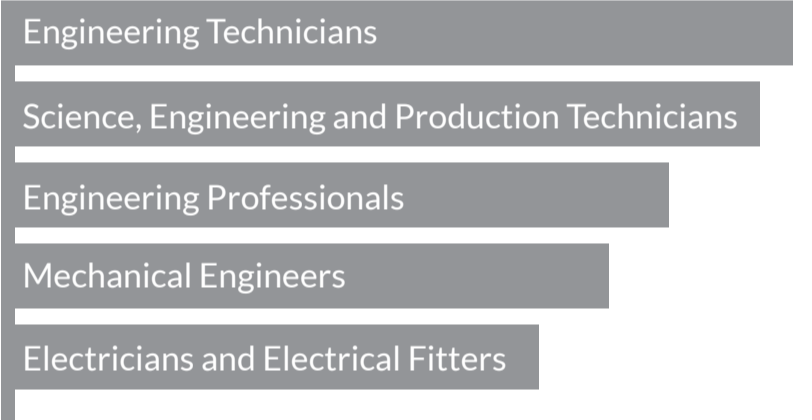 Engineering Technicians
Science, Engineering and Production Technicians
Engineering Professionals
Mechanical Engineers
Electricians and Electrical Fitters